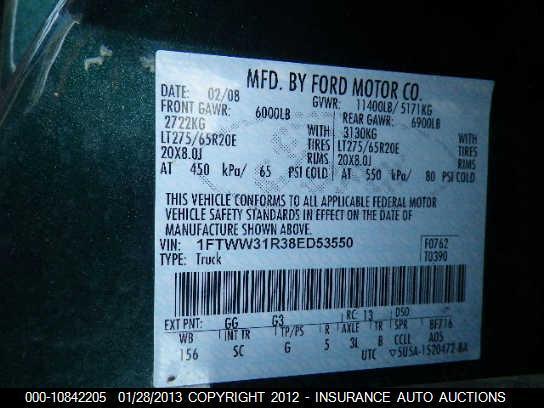 MFD. BY FORD MOTOR CO.
DATE: 02/08 GVWR: 11400LB/ 5171KG
FRONT GAWR: 6000LB REAR GAWR: 6900LB
2722KG WITH 3130KG WITH
LT275/65R20E TIRES LT275/65R20E TIRES
20X8.0J RIMS 20X8.0J RIMS
AT 450 kPa/ 65 PSI COLD AT 550 kPa/ 80 PSI COLD
THIS VEHICLE CONFORMS TO ALL APPLICABLE FEDERAL MOTOR
VEHICLE SAFETY STANDARDS IN EFFECT ON THE DATE OF
MANUFACTURE SHOWN ABOVE.
VIN: 1FTWW31R38ED53550 F0762
TYPE: Truck T0390
EXT PNT: GG G3 RC: 13 DSO
WB INT TR TP/PS R AXLE TR SPR BF716
156 SC G 5 3L B CCLL A05
UTC ▽5U5A-1520472-BA
000-10842205 01/28/2013 COPYRIGHT 2012 - INSURANCE AUTO AUCTIONS